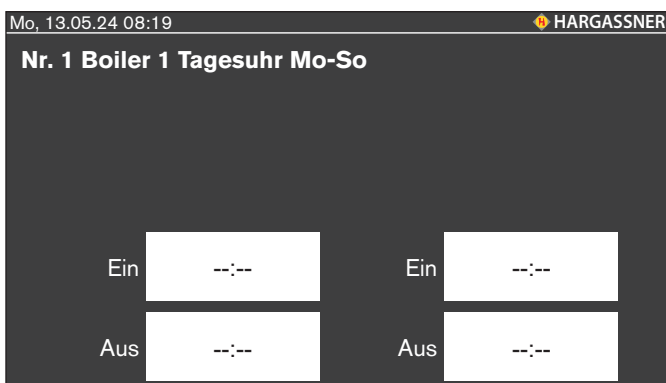 Mo, 13.05.24 08:19 HARGASSNER
Nr. 1 Boiler 1 Tagesuhr Mo-So
Ein --:-- Ein --:--
Aus --:-- Aus --:--